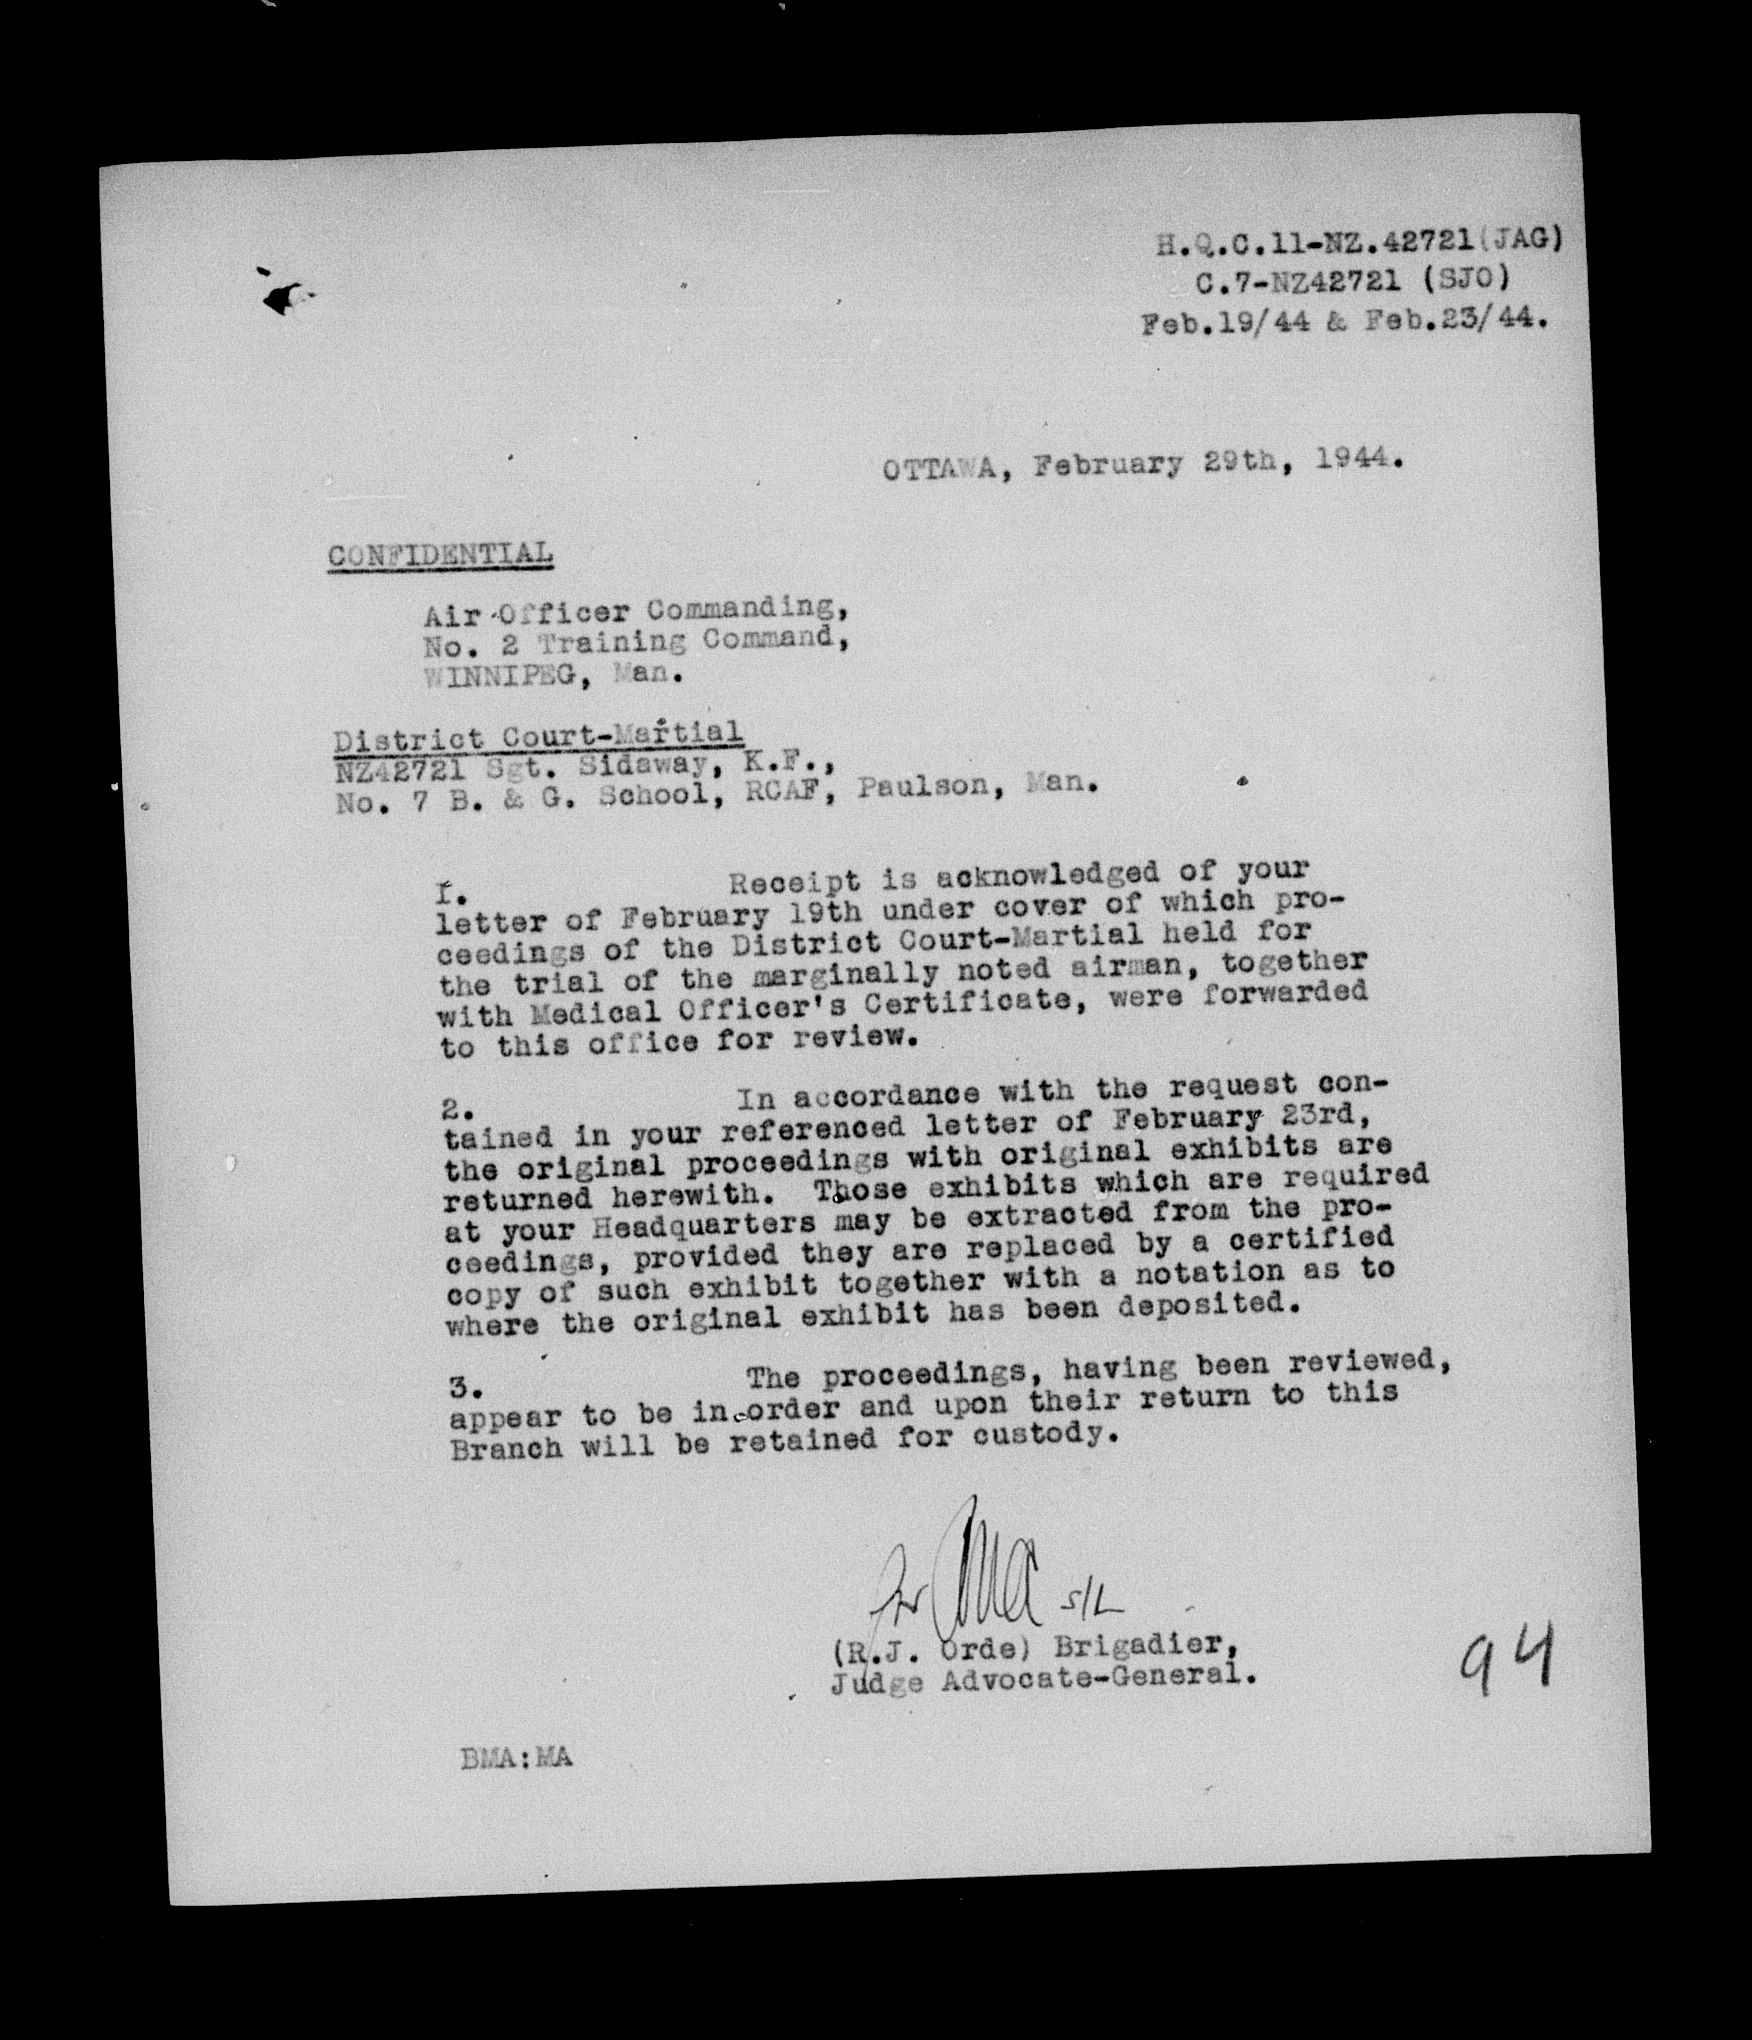 H.Q.C.11-NZ.42721(JAG)
C.7-NZ42721 (SJO)
Feb.19/44 & Feb.23/44.
OTTAWA, February 29th, 1944.
CONFIDENTIAL
Air Officer Commanding,
No. 2 Training Command,
WINNIPEG, Man.
District Court-Martial
NZ42721 Sgt. Sidaway, K.F.,
No. 7 B. & G. School, RCAF, Paulson, Man.
1. Receipt is acknowledged of your
letter of February 19th under cover of which pro-
ceedings of the District Court-Martial held for
the trial of the marginally noted airman, together
with Medical Officer's Certificate, were forwarded
to this office for review.
2. In accordance with the request con-
tained in your referenced letter of February 23rd,
the original proceedings with original exhibits are
returned herewith. Those exhibits which are required
at your Headquarters may be extracted from the pro-
ceedings, provided they are replaced by a certified
copy of such exhibit together with a notation as to
where the original exhibit has been deposited.
3. The proceedings, having been reviewed,
appear to be in order and upon their return to this
Branch will be retained for custody.
for S/L
(R.J. Orde) Brigadier,
Judge Advocate-General.
94
BMA:MA